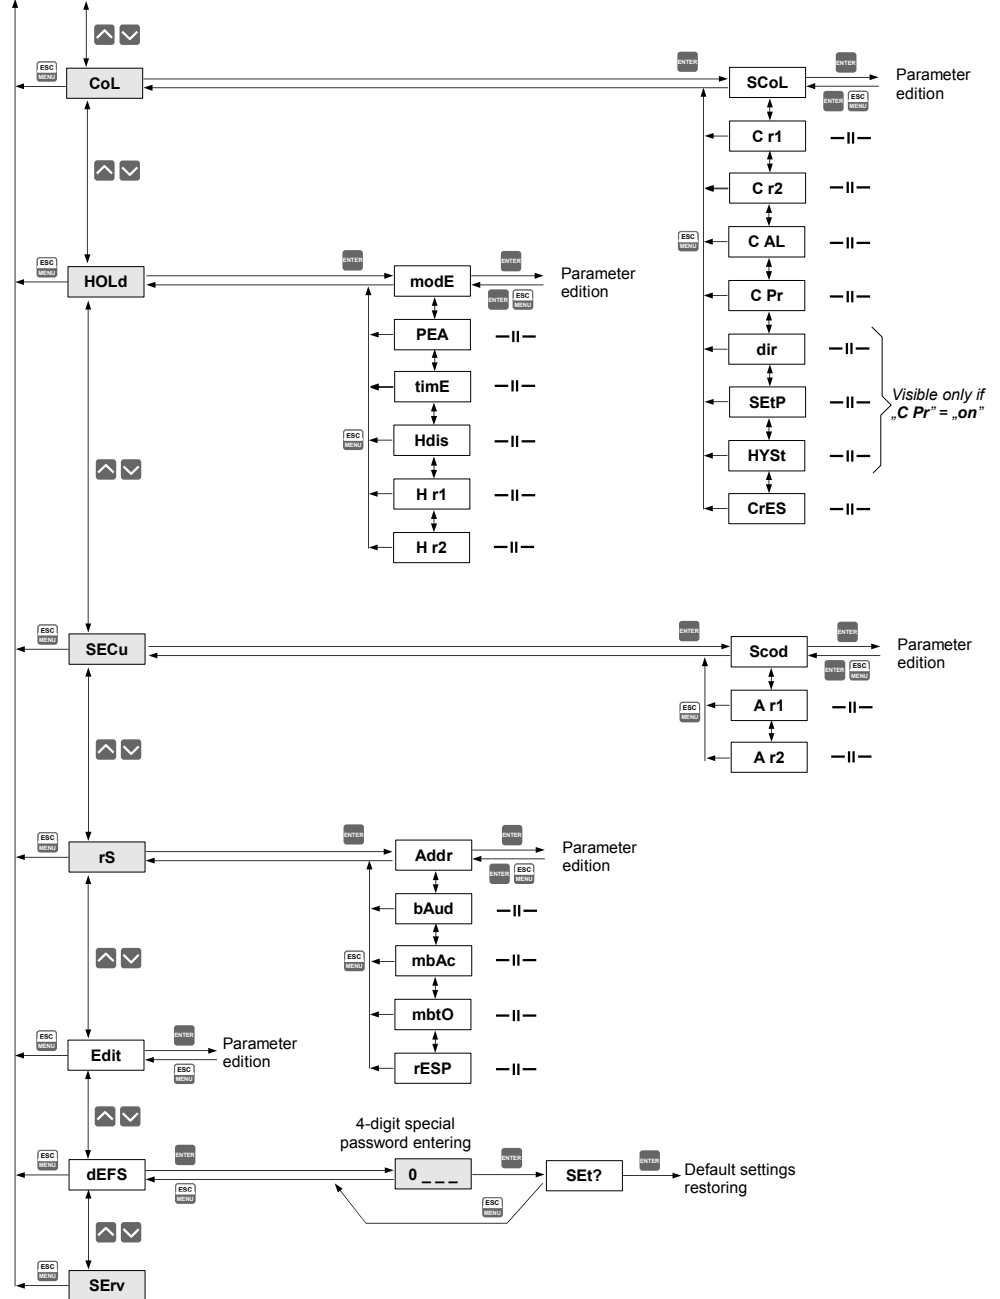 ESC
MENU
CoL
ENTER
SCoL
ENTER
ENTER
ESC
MENU
Parameter
edition
C r1
–II–
C r2
–II–
ESC
MENU
C AL
–II–
C Pr
–II–
dir
–II–
SEtP
–II–
HYSt
–II–
Visible only if
„C Pr” = „on”
CrES
–II–
ESC
MENU
HOLd
ENTER
modE
ENTER
ENTER
ESC
MENU
Parameter
edition
PEA
–II–
timE
–II–
ESC
MENU
Hdis
–II–
H r1
–II–
H r2
–II–
ESC
MENU
SECu
ENTER
Scod
ENTER
ENTER
ESC
MENU
Parameter
edition
ESC
MENU
A r1
–II–
A r2
–II–
ESC
MENU
rS
ENTER
Addr
ENTER
ENTER
ESC
MENU
Parameter
edition
bAud
–II–
ESC
MENU
mbAc
–II–
mbtO
–II–
rESP
–II–
ESC
MENU
Edit
ENTER
ESC
MENU
Parameter
edition
ESC
MENU
dEFS
ENTER
ESC
MENU
4-digit special
password entering
0 _ _ _
ENTER
ESC
MENU
SEt?
ENTER
Default settings
restoring
ESC
MENU
SErv